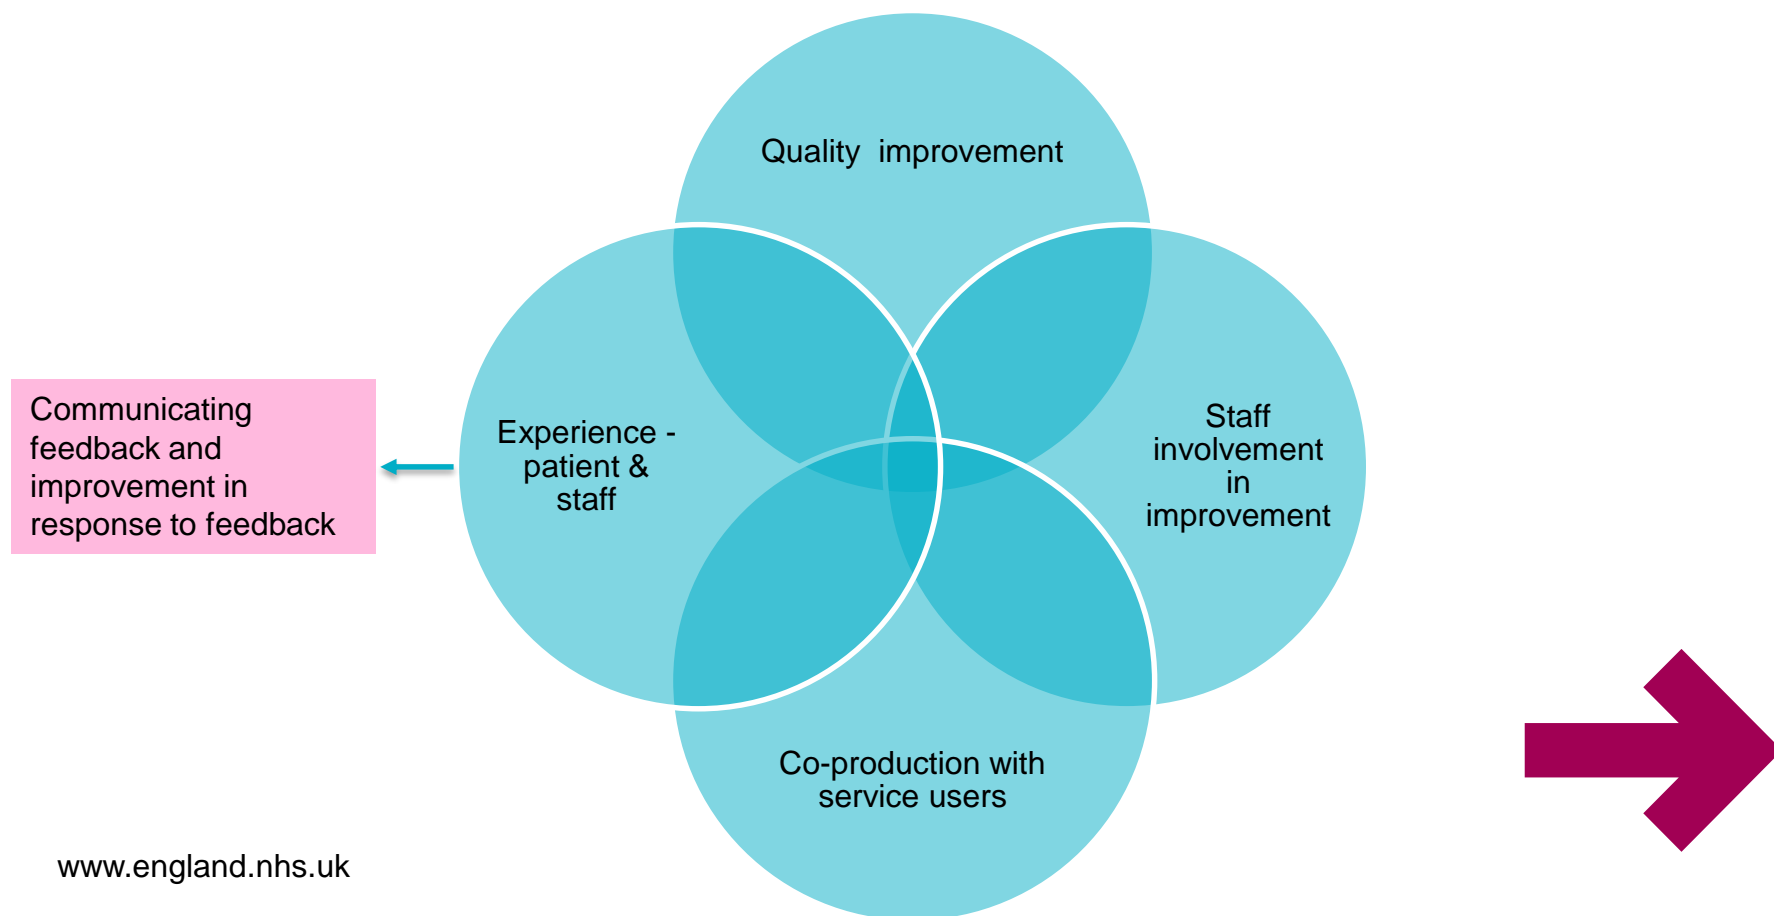 Quality improvement
Communicating
feedback and
improvement in
response to feedback
Experience -
patient &
staff
Staff
involvement
in
improvement
Co-production with
service users
www.england.nhs.uk